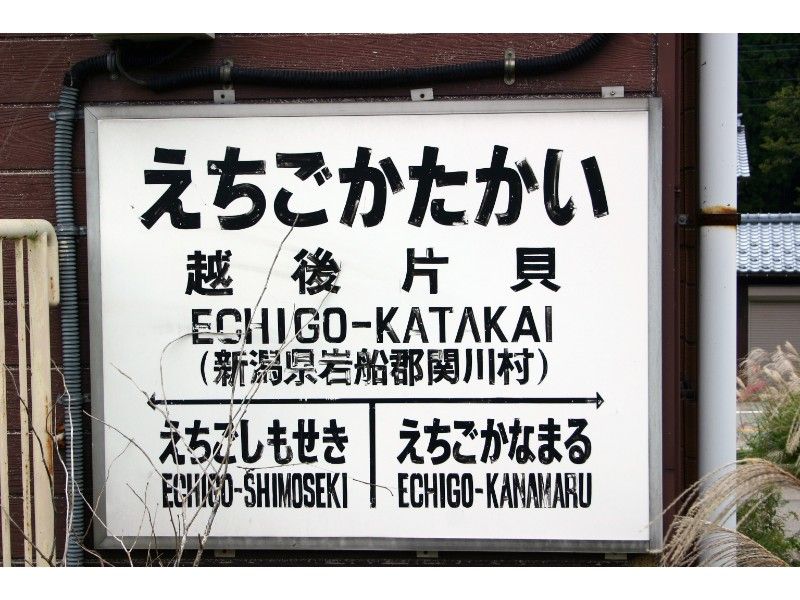 えちごかたかい
越後片貝
ECHIGO-KATAKAI
(新潟県岩船郡関川村)
えちごしもせき えちごかなまる
ECHIGO-SHIMOSEKI ECHIGO-KANAMARU